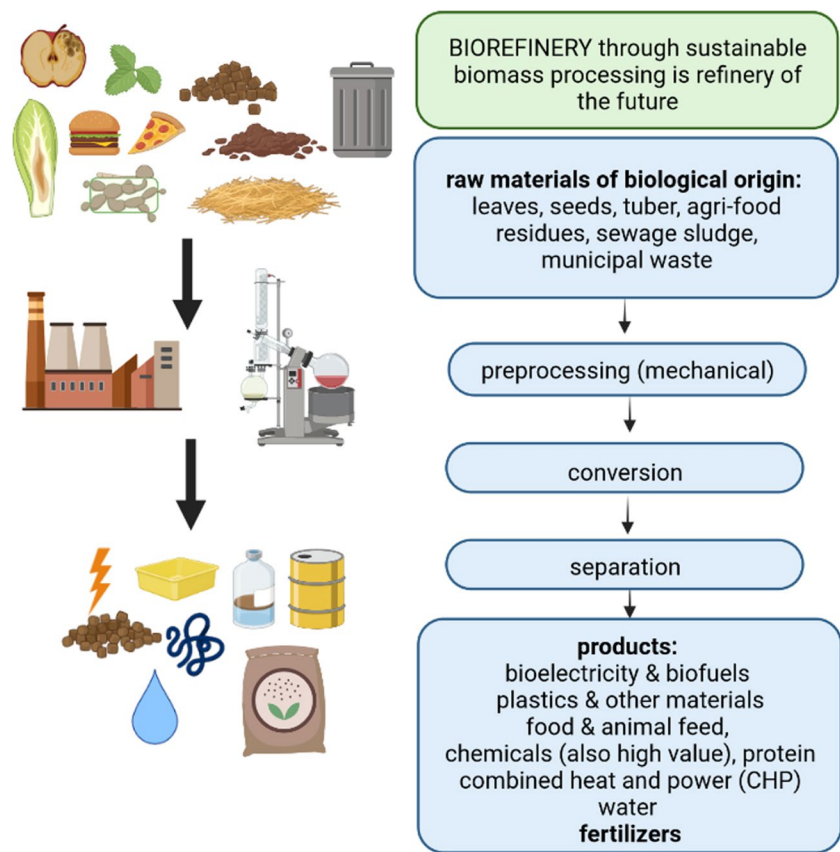 BIOREFINERY through sustainable
biomass processing is refinery of
the future
raw materials of biological origin:
leaves, seeds, tuber, agri-food
residues, sewage sludge,
municipal waste
preprocessing (mechanical)
conversion
separation
products:
bioelectricity & biofuels
plastics & other materials
food & animal feed,
chemicals (also high value), protein
combined heat and power (CHP)
water
fertilizers